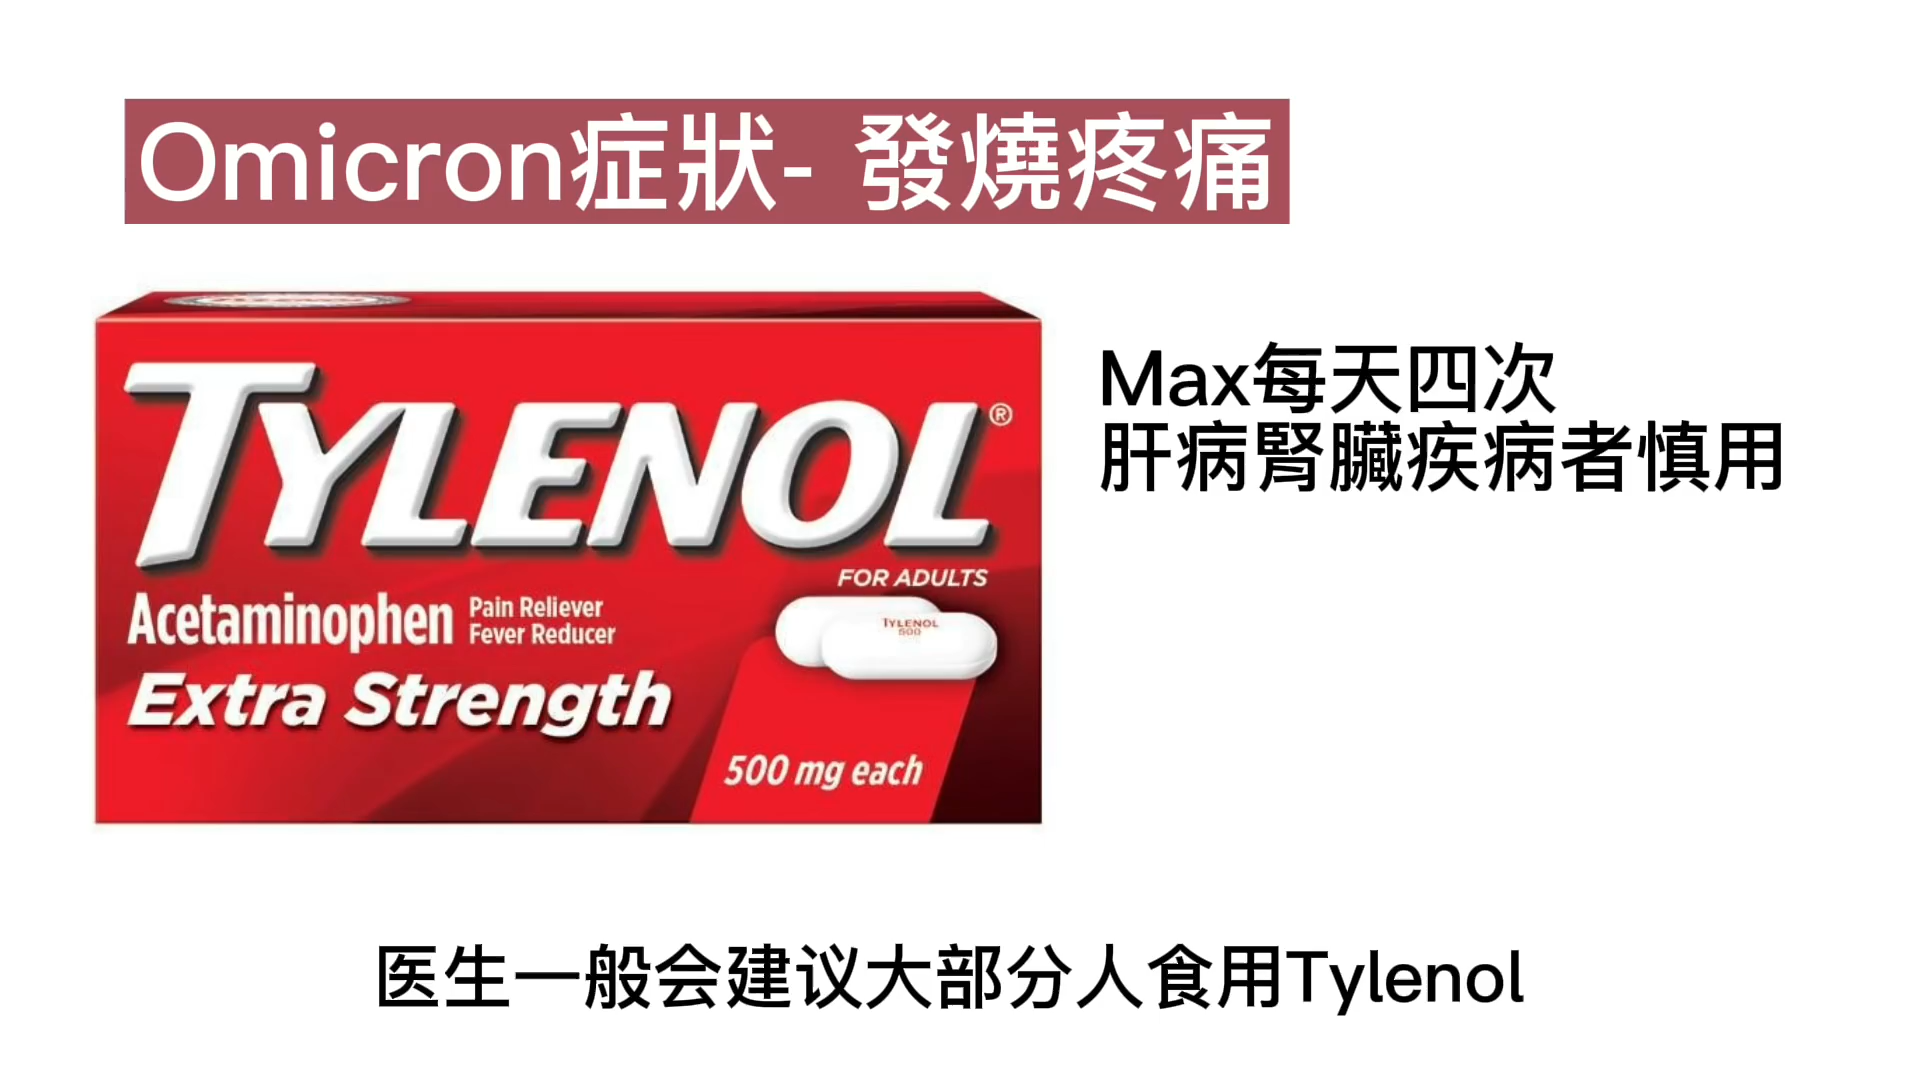 Omicron症狀- 發燒疼痛
TYLENOL®
FOR ADULTS
Acetaminophen
Pain Reliever
Fever Reducer
TYLENOL
500
Extra Strength
500 mg each
Max每天四次
肝病腎臟疾病者慎用
医生一般会建议大部分人食用Tylenol